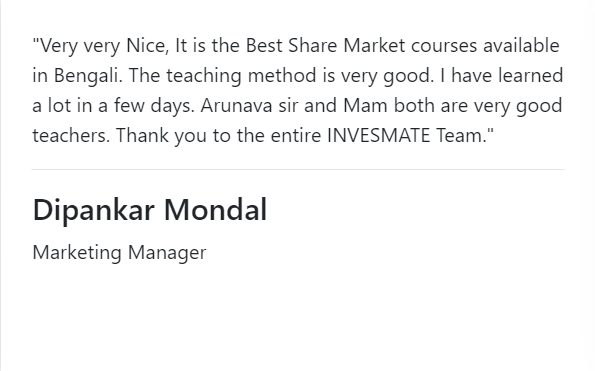 "Very very Nice, It is the Best Share Market courses available
in Bengali. The teaching method is very good. I have learned
a lot in a few days. Arunava sir and Mam both are very good
teachers. Thank you to the entire INVESMATE Team."
Dipankar Mondal
Marketing Manager